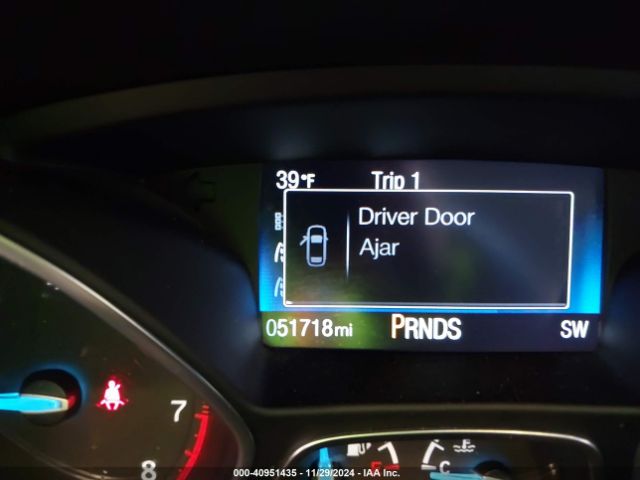 39°F Trip 1
Driver Door
Ajar
051718mi PRNDS SW
7
8
F C
000-40951435 - 11/29/2024 - IAA Inc.